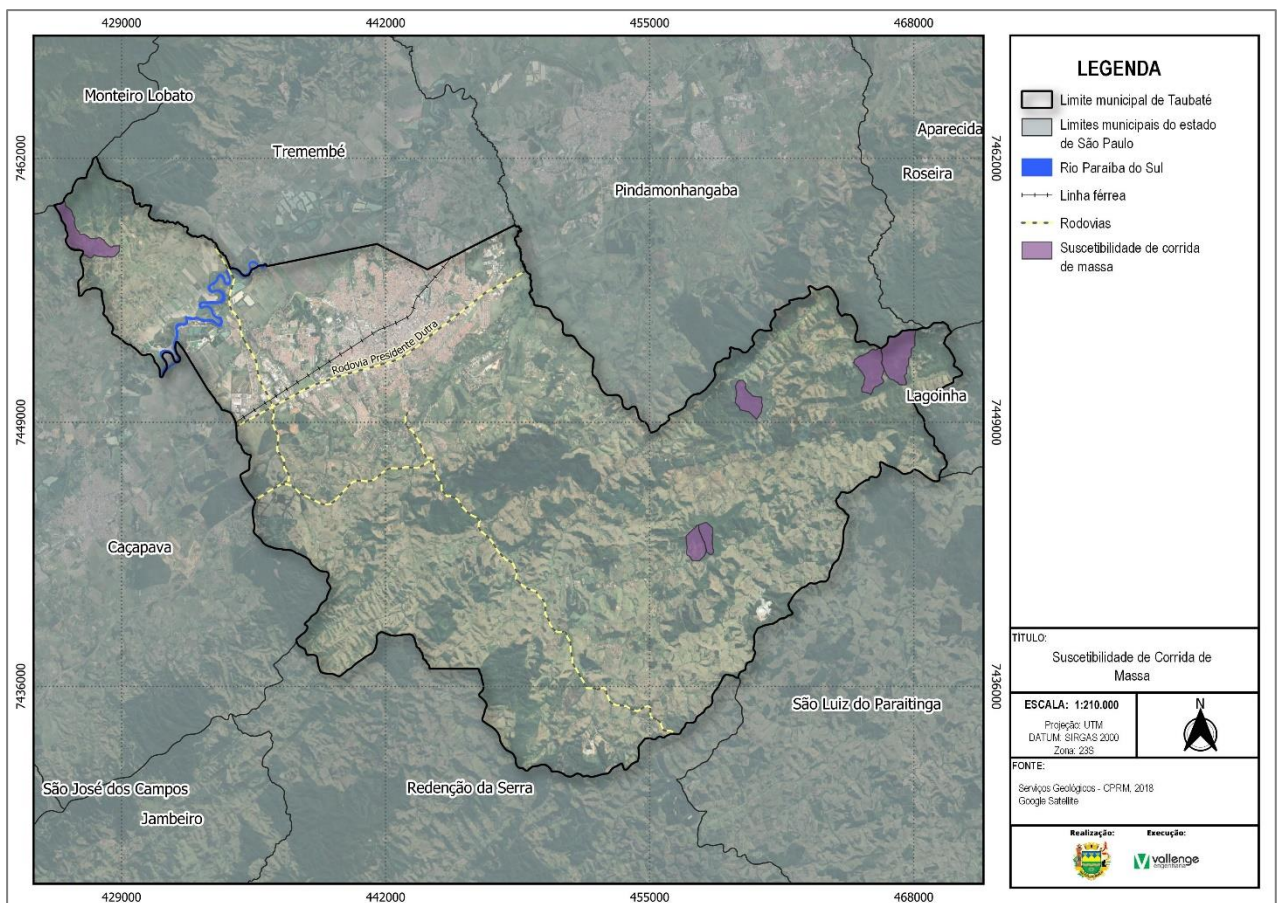 429000
442000
455000
468000
Monteiro Lobato
Tremembé
Pindamonhangaba
Aparecida
Roseira
7462000
7462000
Rodovia Presidente Dutra
Lagoinha
7449000
7449000
Caçapava
7436000
7436000
São Luiz do Paraitinga
São José dos Campos
Jambeiro
Redenção da Serra
429000
442000
455000
468000
LEGENDA
Limite municipal de Taubaté
Limites municipais do estado
de São Paulo
Rio Paraíba do Sul
Linha férrea
Rodovias
Suscetibilidade de corrida
de massa
TÍTULO:
Suscetibilidade de Corrida de
Massa
ESCALA: 1:210.000
Projeção: UTM
DATUM: SIRGAS 2000
Zona: 23S
N
FONTE:
Serviços Geológicos - CPRM, 2018
Google Satellite
Realização:
Execução:
vallenge
engenharia